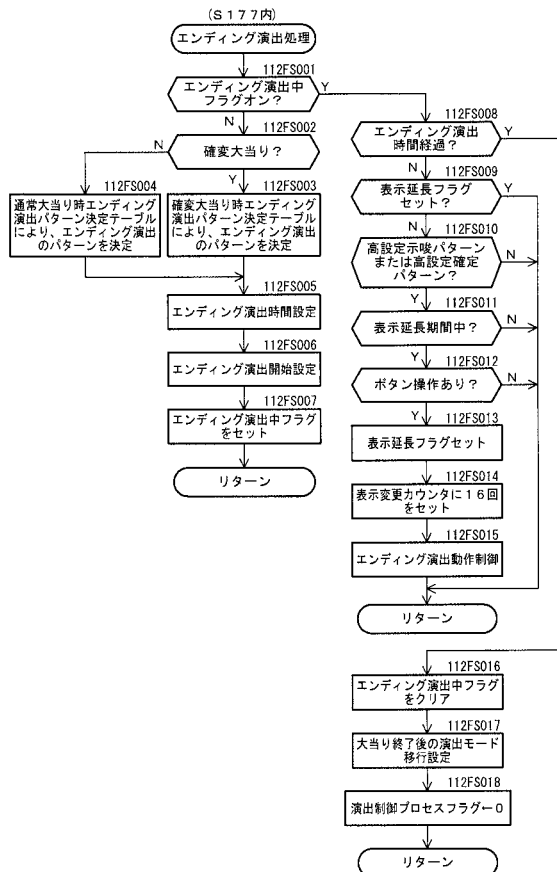 (S177内)
エンディング演出処理
112FS001
エンディング演出中
フラグオン?
Y
N
112FS002
確変大当り?
N
Y
112FS004
通常大当り時エンディング
演出パターン決定テーブル
により、エンディング演出
のパターンを決定
112FS003
確変大当り時エンディング
演出パターン決定テーブル
により、エンディング演出
のパターンを決定
112FS005
エンディング演出時間設定
112FS006
エンディング演出開始設定
112FS007
エンディング演出中フラグ
をセット
リターン
112FS008
エンディング演出
時間経過?
Y
N
112FS009
表示延長フラグ
セット?
Y
N
112FS010
高設定示唆パターン
または高設定確定
パターン?
N
Y
112FS011
表示延長期間中?
N
Y
112FS012
ボタン操作あり?
N
Y
112FS013
表示延長フラグセット
112FS014
表示変更カウンタに16回
をセット
112FS015
エンディング演出動作制御
リターン
112FS016
エンディング演出中フラグ
をクリア
112FS017
大当り終了後の演出モード
移行設定
112FS018
演出制御プロセスフラグ←0
リターン